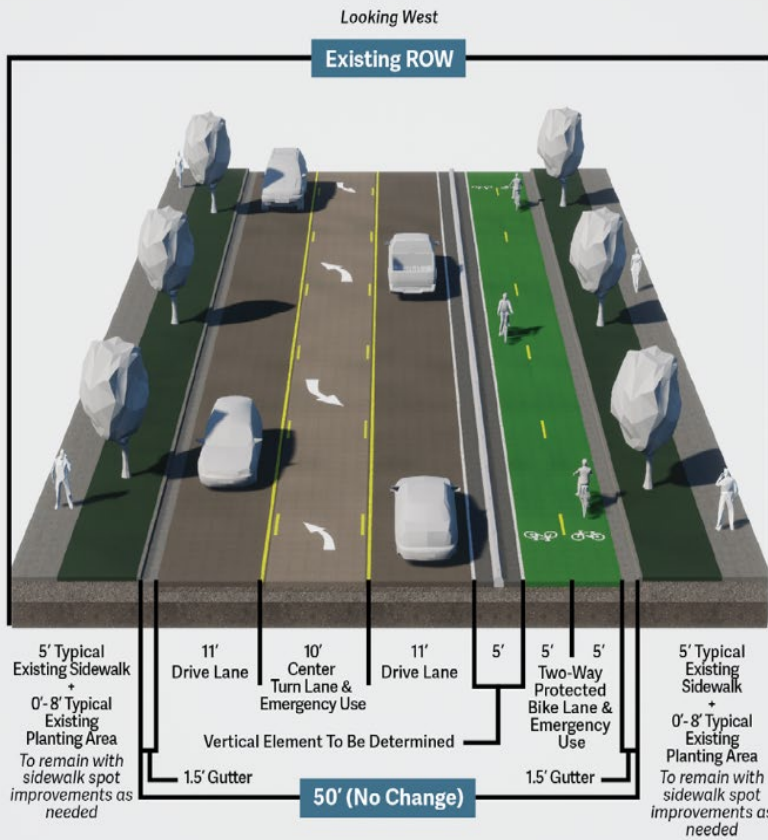 Looking West
Existing ROW
5’ Typical
Existing Sidewalk
+
0’- 8’ Typical
Existing
Planting Area
To remain with
sidewalk spot
improvements as
needed
11’
Drive Lane
10’
Center
Turn Lane &
Emergency Use
11’
Drive Lane
5’
5’
5’
Two-Way
Protected
Bike Lane &
Emergency
Use
5’ Typical
Existing
Sidewalk
+
0’- 8’ Typical
Existing
Planting Area
To remain with
sidewalk spot
improvements as
needed
Vertical Element To Be Determined
1.5’ Gutter
1.5’ Gutter
50’ (No Change)